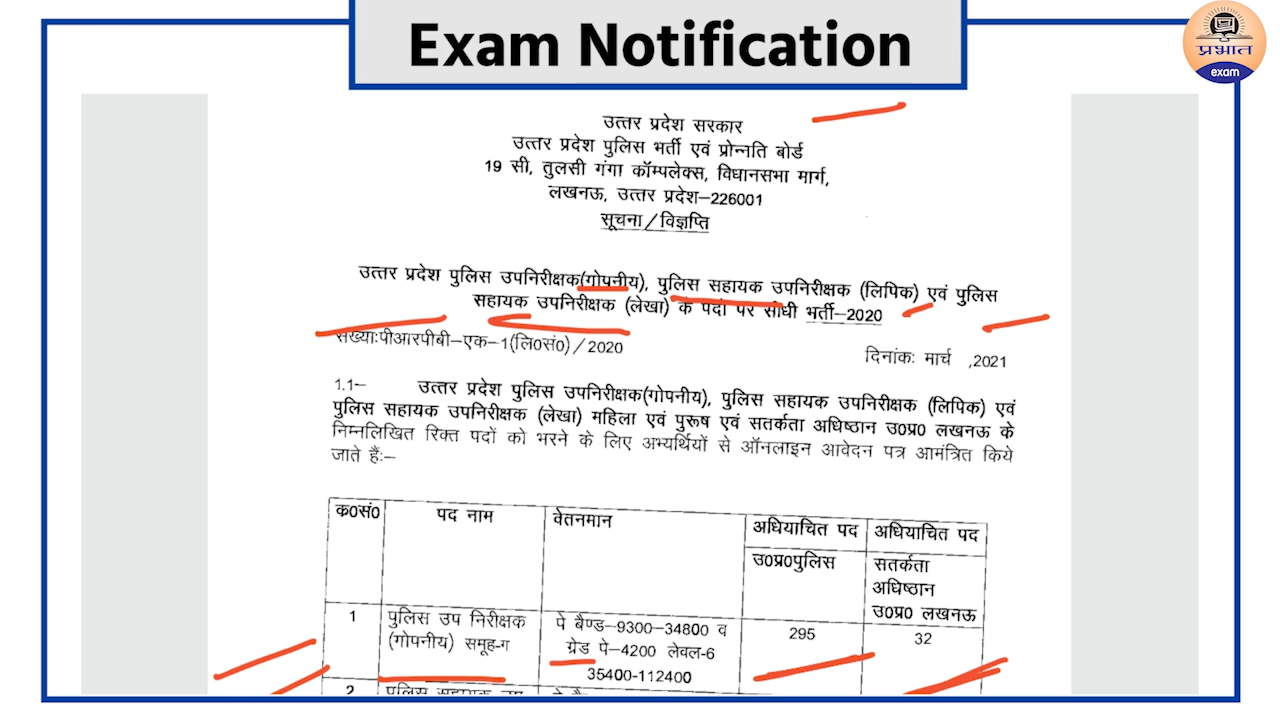 Exam Notification
प्रभात
exam
उत्तर प्रदेश सरकार
उत्तर प्रदेश पुलिस भर्ती एवं प्रोन्नति बोर्ड
19 सी, तुलसी गंगा कॉम्पलेक्स, विधानसभा मार्ग,
लखनऊ, उत्तर प्रदेश–226001
सूचना/विज्ञप्ति
उत्तर प्रदेश पुलिस उपनिरीक्षक(गोपनीय), पुलिस सहायक उपनिरीक्षक (लिपिक) एवं पुलिस
सहायक उपनिरीक्षक (लेखा) के पदों पर सीधी भर्ती–2020
संख्याःपीआरपीबी–एक–1(लि0सं0)/2020
दिनांकः मार्च ,2021
1.1– उत्तर प्रदेश पुलिस उपनिरीक्षक(गोपनीय), पुलिस सहायक उपनिरीक्षक (लिपिक) एवं
पुलिस सहायक उपनिरीक्षक (लेखा) महिला एवं पुरूष एवं सतर्कता अधिष्ठान उ0प्र0 लखनऊ के
निम्नलिखित रिक्त पदों को भरने के लिए अभ्यर्थियों से ऑनलाइन आवेदन पत्र आमंत्रित किये
जाते हैंः–
क0सं0 पद नाम वेतनमान अधियाचित पद अधियाचित पद
उ0प्र0पुलिस सतर्कता
अधिष्ठान
उ0प्र0 लखनऊ
1 पुलिस उप निरीक्षक पे बैण्ड–9300–34800 व 295 32
(गोपनीय) समूह-ग ग्रेड पे–4200 लेवल-6
35400-112400
2 पुलिस सहायक